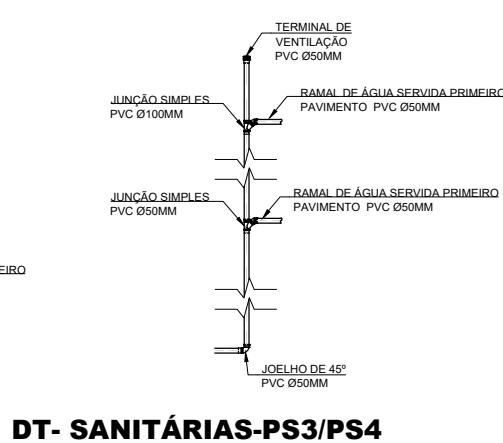 TERMINAL DE
VENTILAÇÃO
PVC Ø50MM
JUNÇÃO SIMPLES
PVC Ø100MM
RAMAL DE ÁGUA SERVIDA PRIMEIRO
PAVIMENTO PVC Ø50MM
JUNÇÃO SIMPLES
PVC Ø50MM
RAMAL DE ÁGUA SERVIDA PRIMEIRO
PAVIMENTO PVC Ø50MM
EIRO
JOELHO DE 45º
PVC Ø50MM
DT- SANITÁRIAS-PS3/PS4